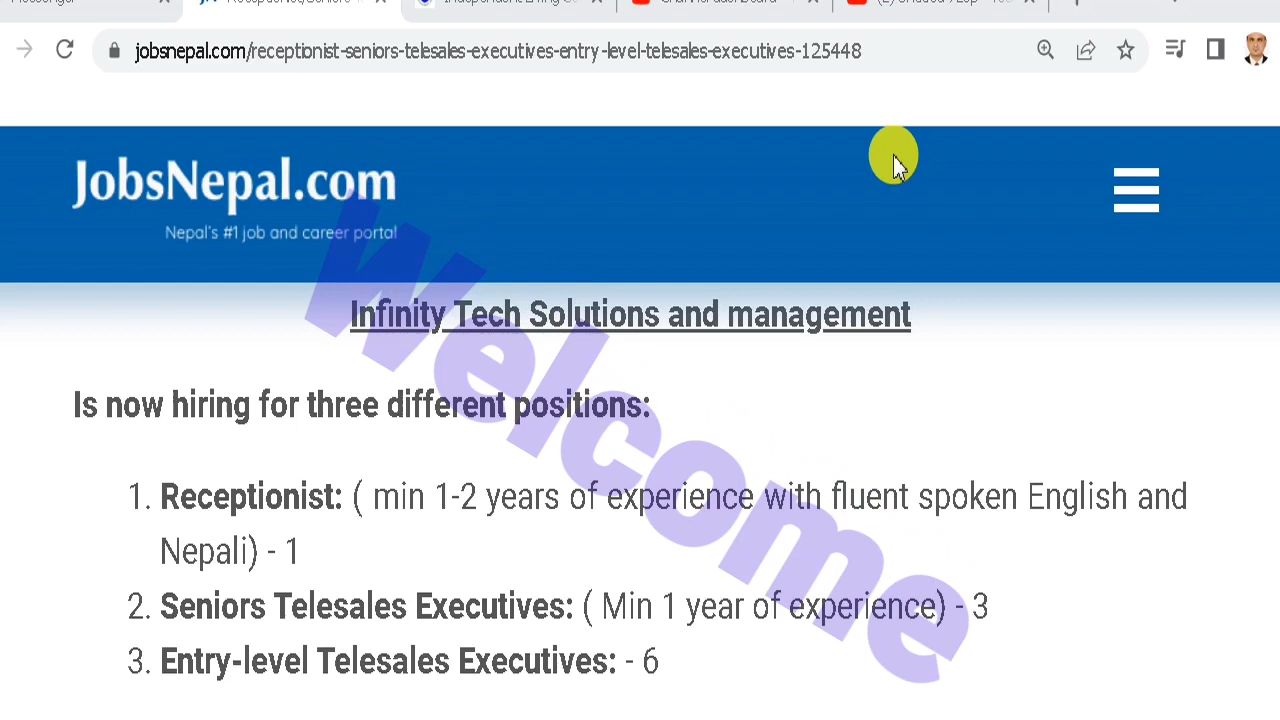 jobsnepal.com/receptionist-seniors-telesales-executives-entry-level-telesales-executives-125448
JobsNepal.com
Nepal's #1 job and career portal
Welcome
Infinity Tech Solutions and management
Is now hiring for three different positions:
1. Receptionist: ( min 1-2 years of experience with fluent spoken English and
Nepali) - 1
2. Seniors Telesales Executives: ( Min 1 year of experience) - 3
3. Entry-level Telesales Executives: - 6